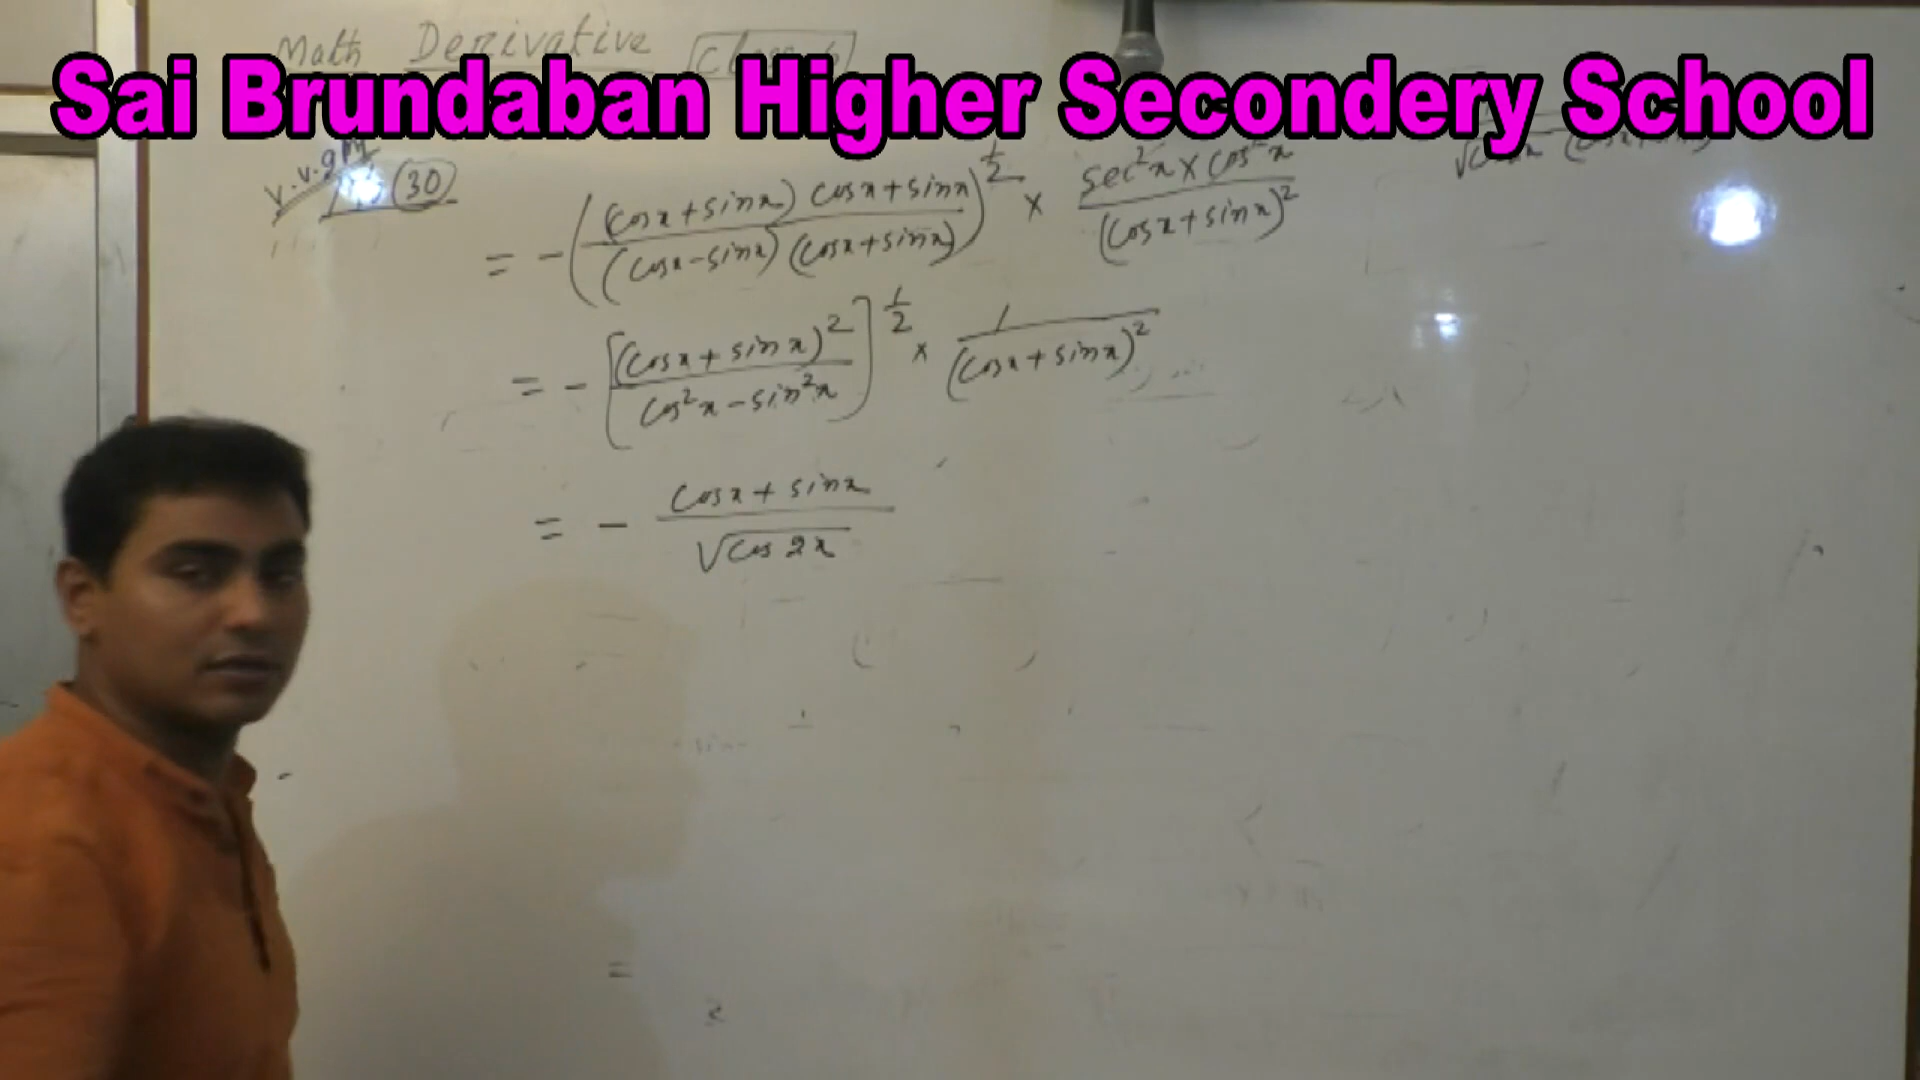 Math Derivative
Sai Brundaban Higher Secondery School
v.v.gM
(30)
= -((cosx+sinx) cosx+sinx / (cosx-sinx)(cosx+sinx))^1/2 × sec²x × cos²x / (cosx+sinx)²
= -[(cosx+sinx)² / cos²x-sin²x]^1/2 × 1 / (cosx+sinx)²
= - cosx+sinx / √cos2x
=